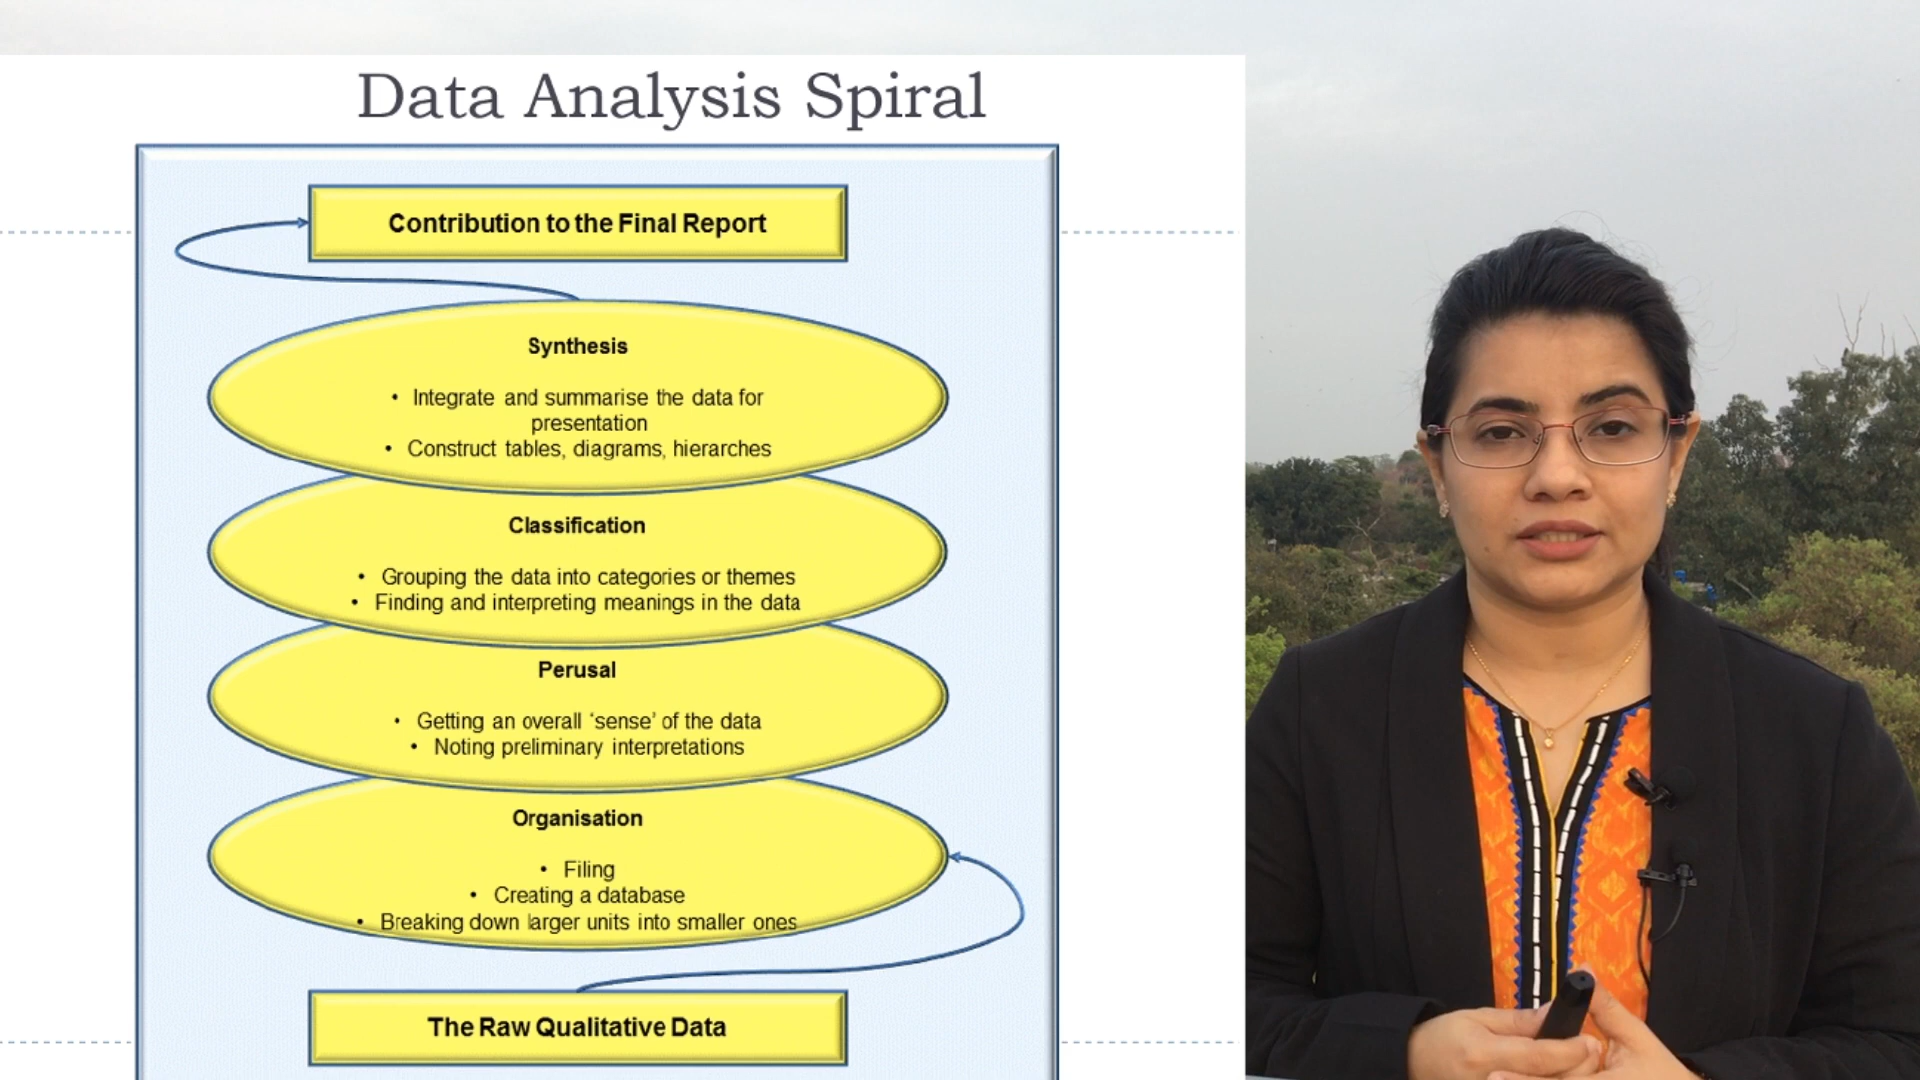 Data Analysis Spiral
Contribution to the Final Report
Synthesis
• Integrate and summarise the data for
presentation
• Construct tables, diagrams, hierarches
Classification
• Grouping the data into categories or themes
• Finding and interpreting meanings in the data
Perusal
• Getting an overall ‘sense’ of the data
• Noting preliminary interpretations
Organisation
• Filing
• Creating a database
• Breaking down larger units into smaller ones
The Raw Qualitative Data